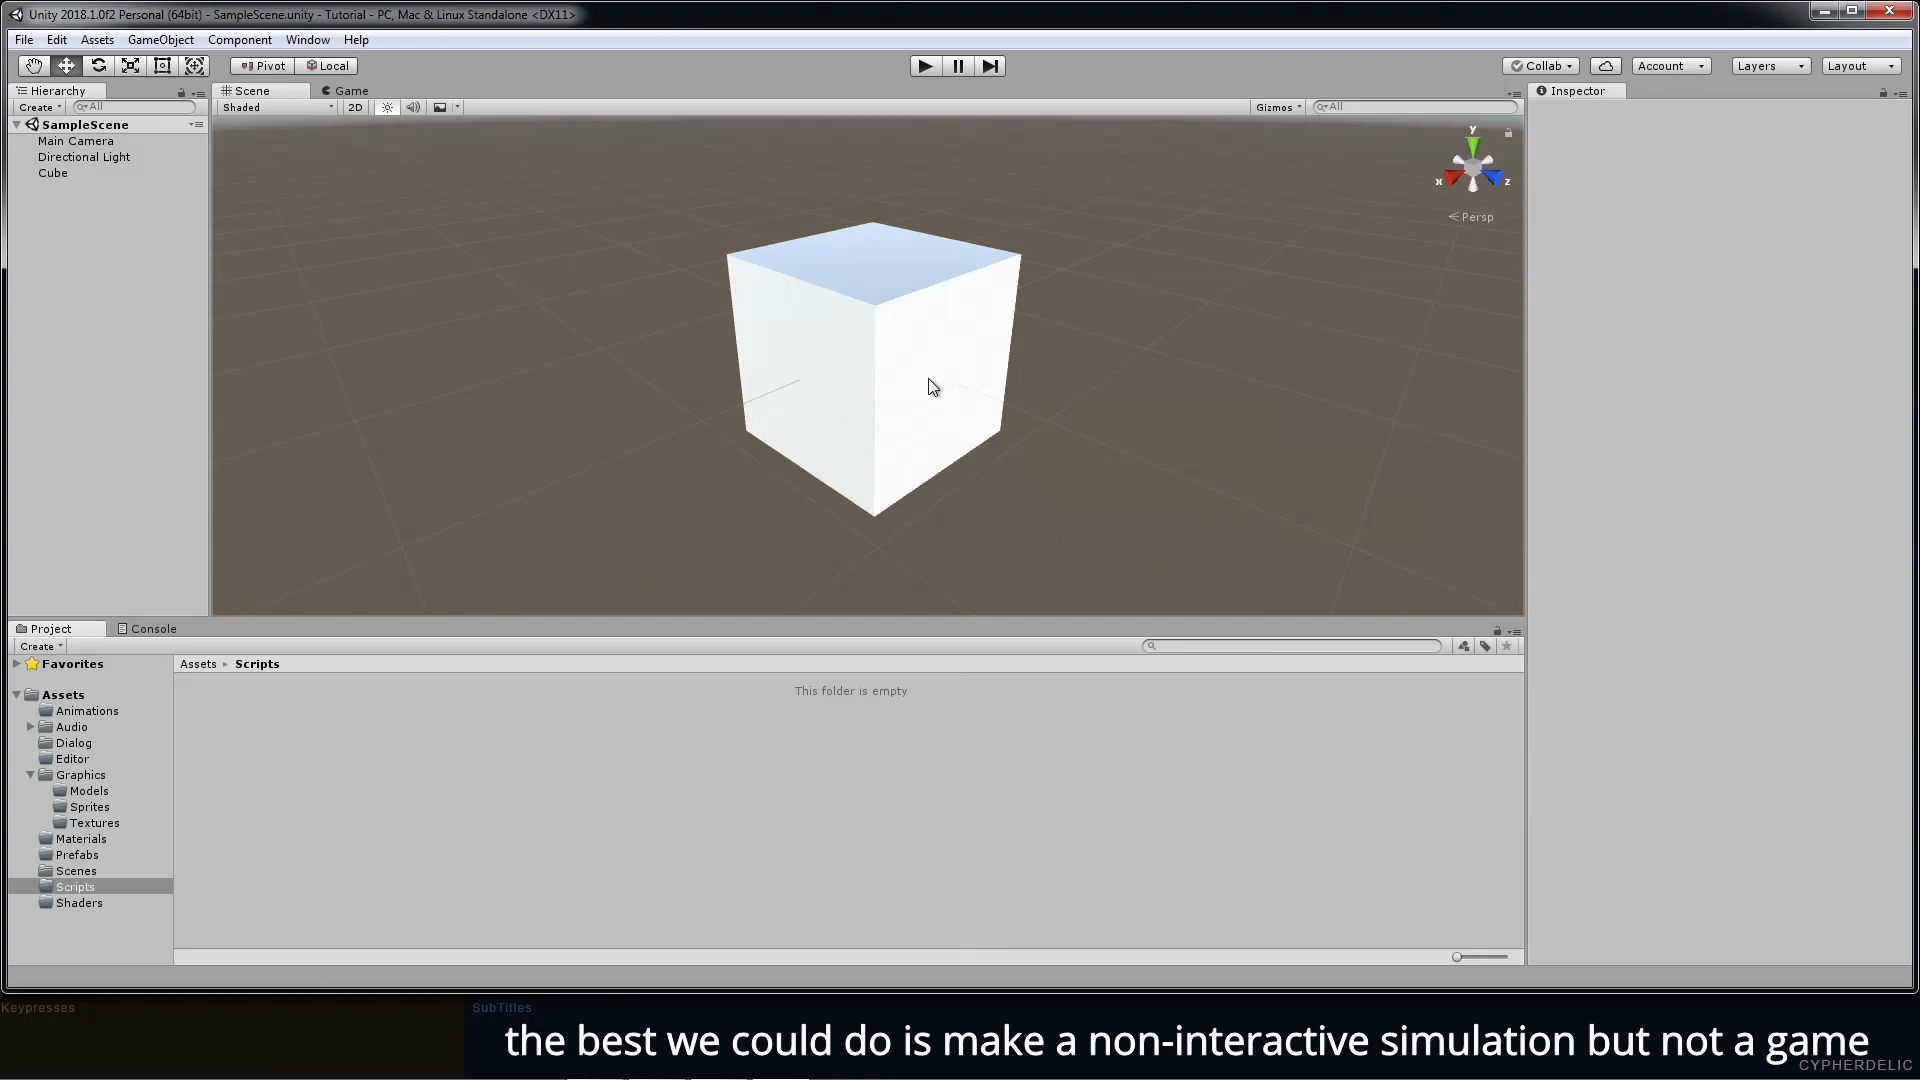 Unity 2018.1.0f2 Personal (64bit) - SampleScene.unity - Tutorial - PC, Mac & Linux Standalone <DX11>
File Edit Assets GameObject Component Window Help
Pivot Local Collab Account Layers Layout
Hierarchy
Create All
SampleScene
Main Camera
Directional Light
Cube
Scene Game
Shaded 2D Gizmos All
y
x z
Persp
Inspector
Project Console
Create
Favorites
Assets
Animations
Audio
Dialog
Editor
Graphics
Models
Sprites
Textures
Materials
Prefabs
Scenes
Scripts
Shaders
Assets Scripts
This folder is empty
Keypresses
SubTitles
the best we could do is make a non-interactive simulation but not a game
CYPHERDELIC